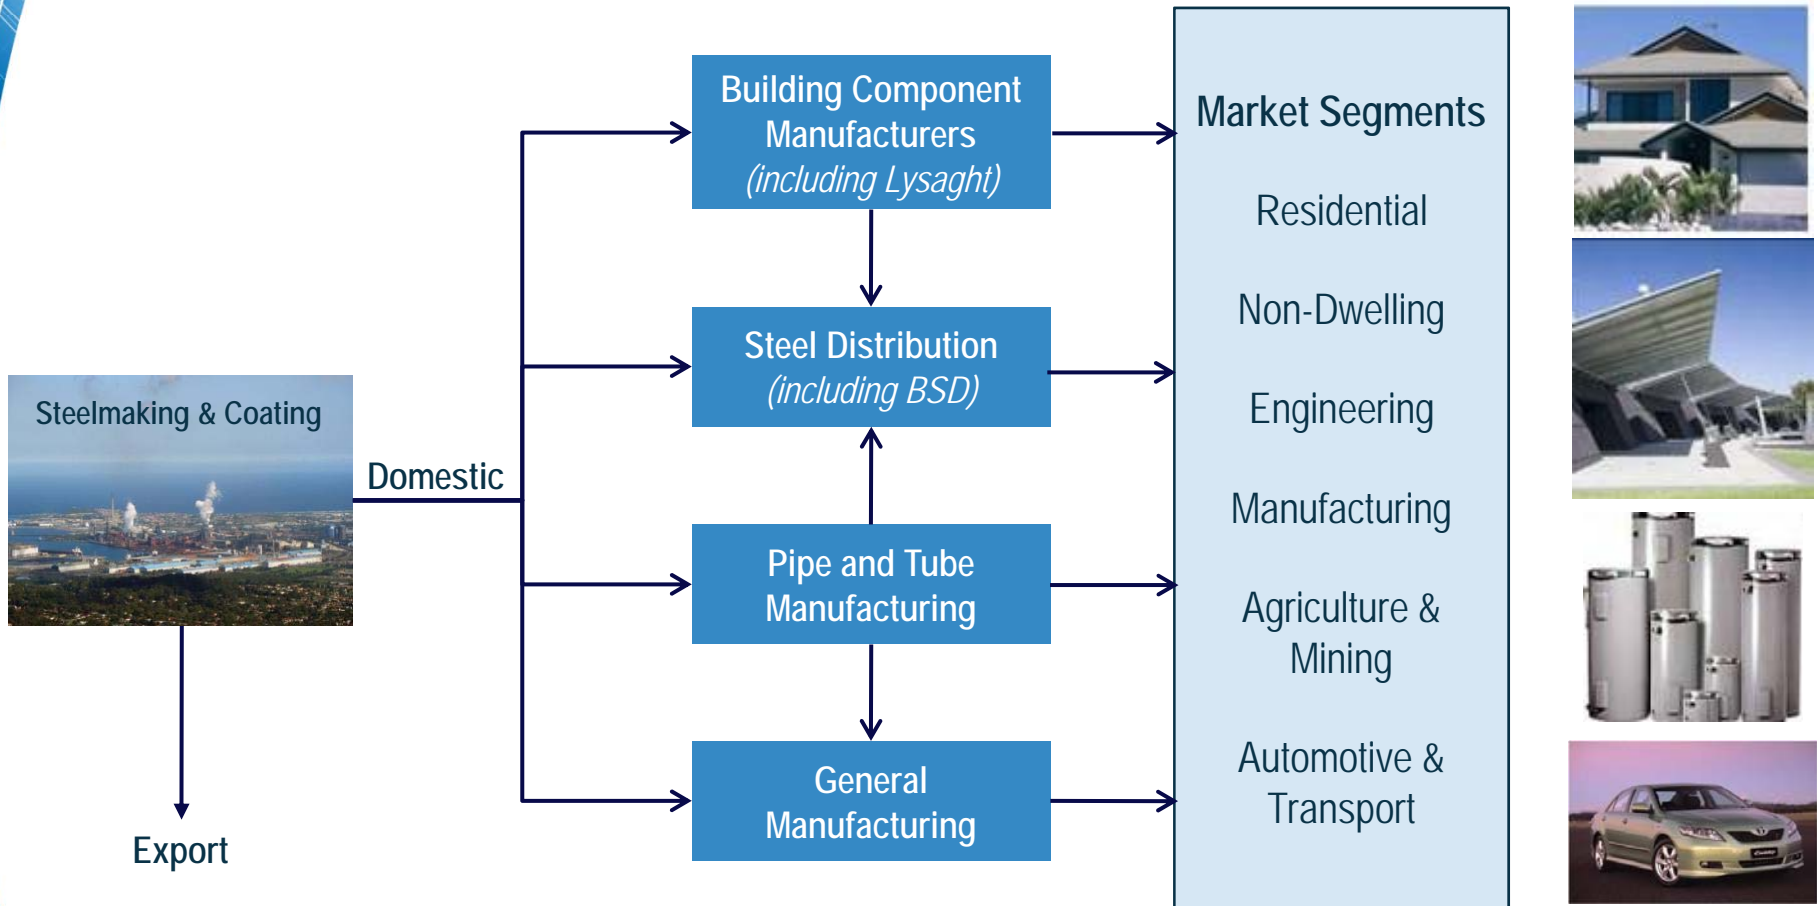 Steelmaking & Coating
Domestic
Export
Building Component
Manufacturers
(including Lysaght)
Steel Distribution
(including BSD)
Pipe and Tube
Manufacturing
General
Manufacturing
Market Segments
Residential
Non-Dwelling
Engineering
Manufacturing
Agriculture &
Mining
Automotive &
Transport